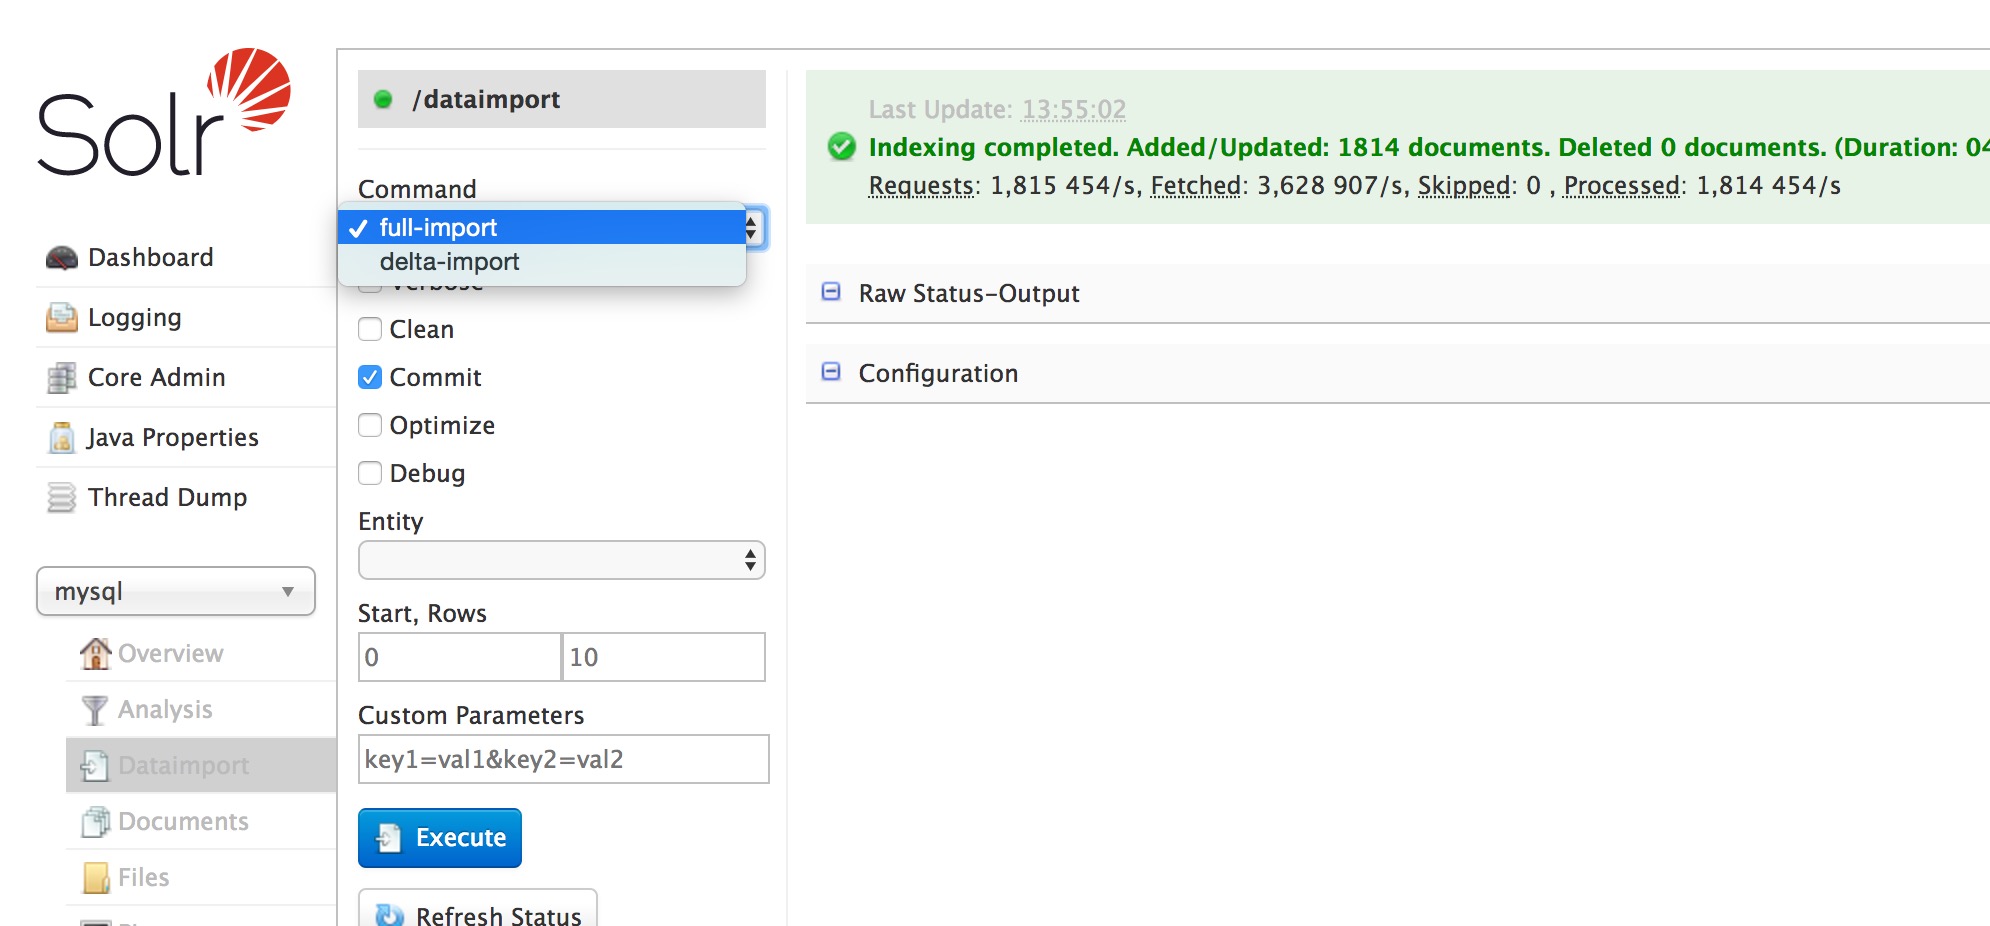 Solr
Dashboard
Logging
Core Admin
Java Properties
Thread Dump
mysql
Overview
Analysis
Dataimport
Documents
Files
/dataimport
Command
full-import
delta-import
Verbose
Clean
Commit
Optimize
Debug
Entity
Start, Rows
0 10
Custom Parameters
key1=val1&key2=val2
Execute
Refresh Status
Last Update: 13:55:02
Indexing completed. Added/Updated: 1814 documents. Deleted 0 documents. (Duration: 04
Requests: 1,815 454/s, Fetched: 3,628 907/s, Skipped: 0 , Processed: 1,814 454/s
Raw Status-Output
Configuration